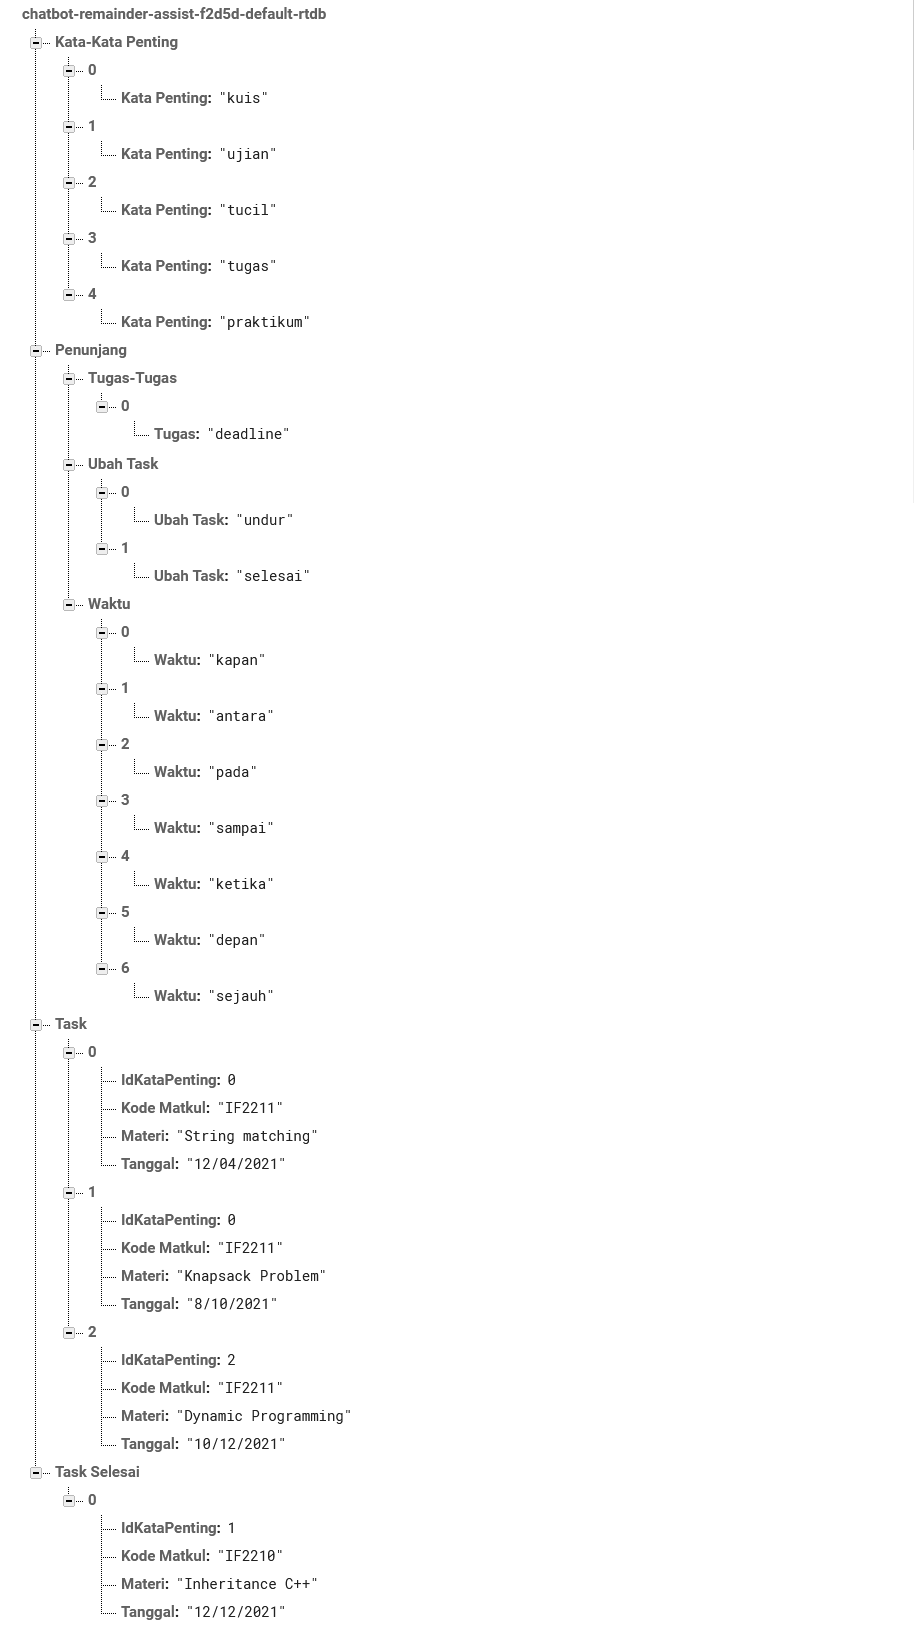 chatbot-remainder-assist-f2d5d-default-rtdb
Kata-Kata Penting
0
Kata Penting: "kuis"
1
Kata Penting: "ujian"
2
Kata Penting: "tucil"
3
Kata Penting: "tugas"
4
Kata Penting: "praktikum"
Penunjang
Tugas-Tugas
0
Tugas: "deadline"
Ubah Task
0
Ubah Task: "undur"
1
Ubah Task: "selesai"
Waktu
0
Waktu: "kapan"
1
Waktu: "antara"
2
Waktu: "pada"
3
Waktu: "sampai"
4
Waktu: "ketika"
5
Waktu: "depan"
6
Waktu: "sejauh"
Task
0
IdKataPenting: 0
Kode Matkul: "IF2211"
Materi: "String matching"
Tanggal: "12/04/2021"
1
IdKataPenting: 0
Kode Matkul: "IF2211"
Materi: "Knapsack Problem"
Tanggal: "8/10/2021"
2
IdKataPenting: 2
Kode Matkul: "IF2211"
Materi: "Dynamic Programming"
Tanggal: "10/12/2021"
Task Selesai
0
IdKataPenting: 1
Kode Matkul: "IF2210"
Materi: "Inheritance C++"
Tanggal: "12/12/2021"